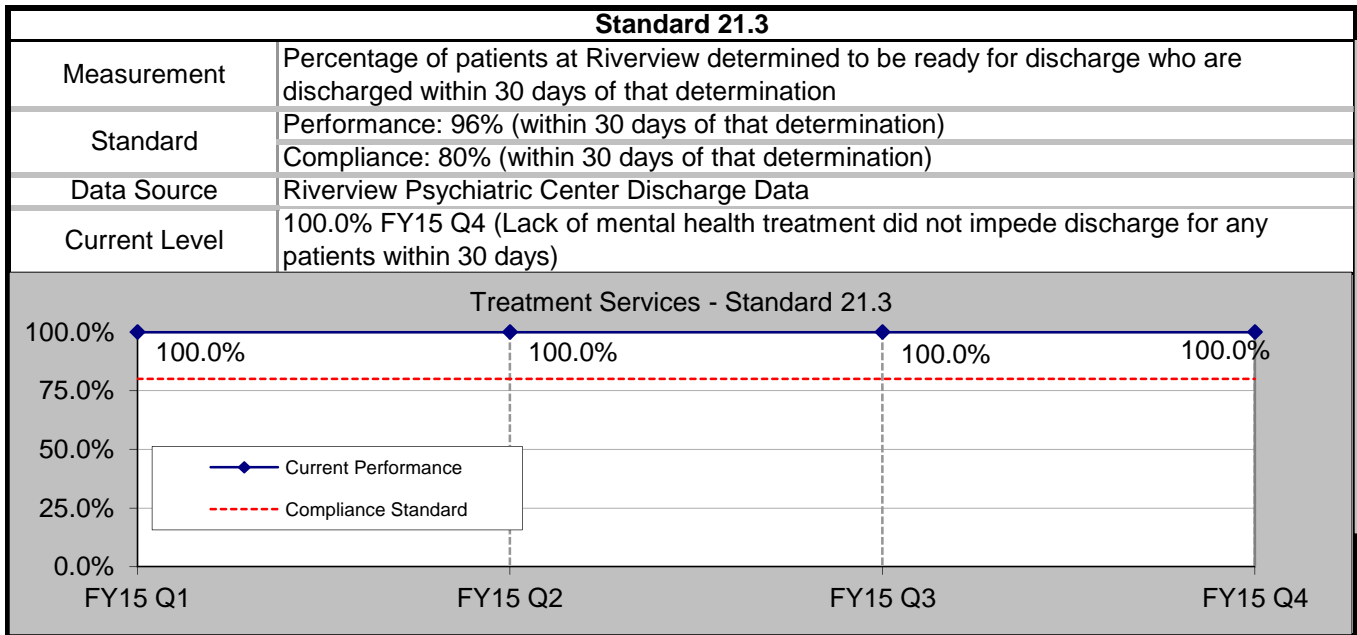 Standard 21.3
Measurement
Percentage of patients at Riverview determined to be ready for discharge who are
discharged within 30 days of that determination
Standard
Performance: 96% (within 30 days of that determination)
Compliance: 80% (within 30 days of that determination)
Data Source
Riverview Psychiatric Center Discharge Data
Current Level
100.0% FY15 Q4 (Lack of mental health treatment did not impede discharge for any
patients within 30 days)
Treatment Services - Standard 21.3
100.0%
100.0%
100.0%
100.0%
100.0%
75.0%
50.0%
Current Performance
Compliance Standard
25.0%
0.0%
FY15 Q1
FY15 Q2
FY15 Q3
FY15 Q4